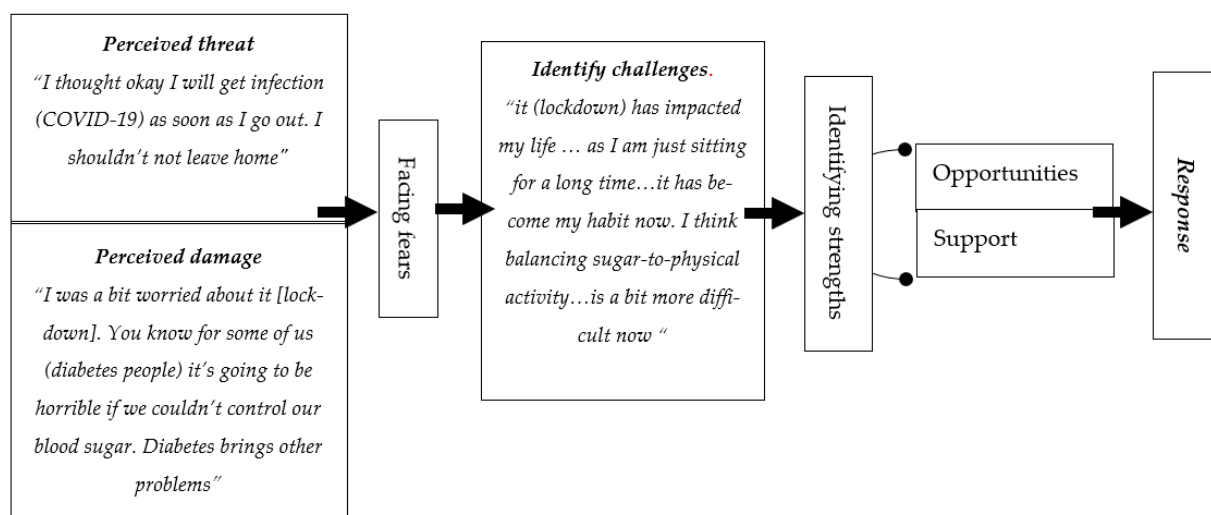 Perceived threat
“I thought okay I will get infection
(COVID-19) as soon as I go out. I
shouldn’t not leave home”
Perceived damage
“I was a bit worried about it [lock-
down]. You know for some of us
(diabetes people) it’s going to be
horrible if we couldn’t control our
blood sugar. Diabetes brings other
problems”
Facing fears
Identify challenges.
“it (lockdown) has impacted
my life … as I am just sitting
for a long time…it has be-
come my habit now. I think
balancing sugar-to-physical
activity…is a bit more diffi-
cult now “
Identifying strengths
Opportunities
Support
Response